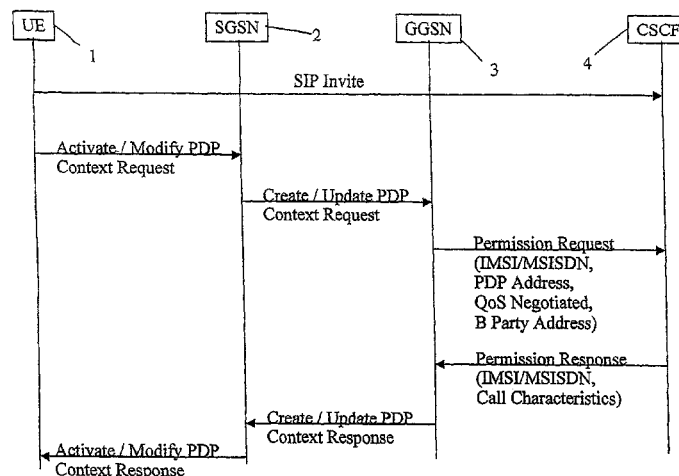 UE
SGSN
GGSN
CSCF
1
2
3
4
SIP Invite
Activate / Modify PDP
Context Request
Create / Update PDP
Context Request
Permission Request
(IMSI/MSISDN,
PDP Address,
QoS Negotiated,
B Party Address)
Permission Response
(IMSI/MSISDN,
Call Characteristics)
Create / Update PDP
Context Response
Activate / Modify PDP
Context Response